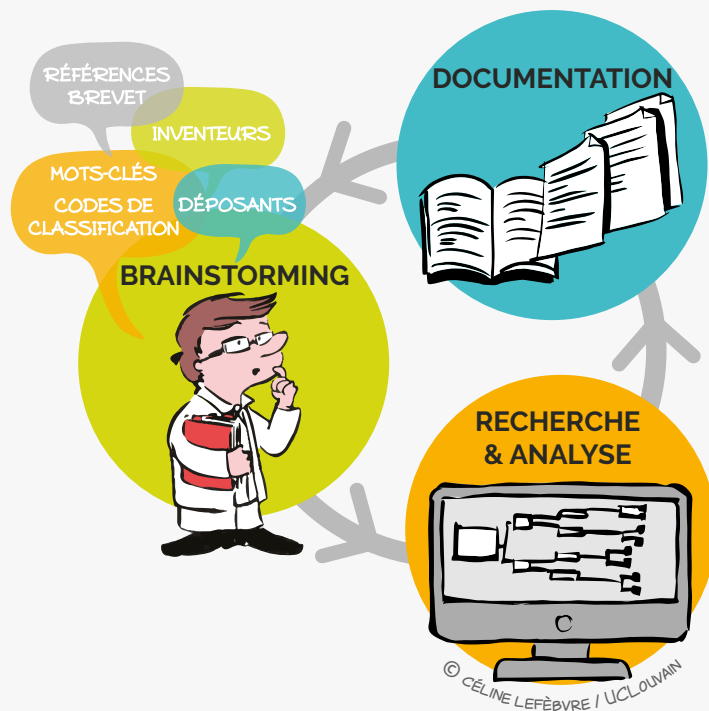 RÉFÉRENCES
BREVET
INVENTEURS
MOTS-CLÉS
CODES DE
CLASSIFICATION
DÉPOSANTS
BRAINSTORMING
DOCUMENTATION
RECHERCHE
& ANALYSE
© CÉLINE LEFÈBVRE / UCLOUVAIN